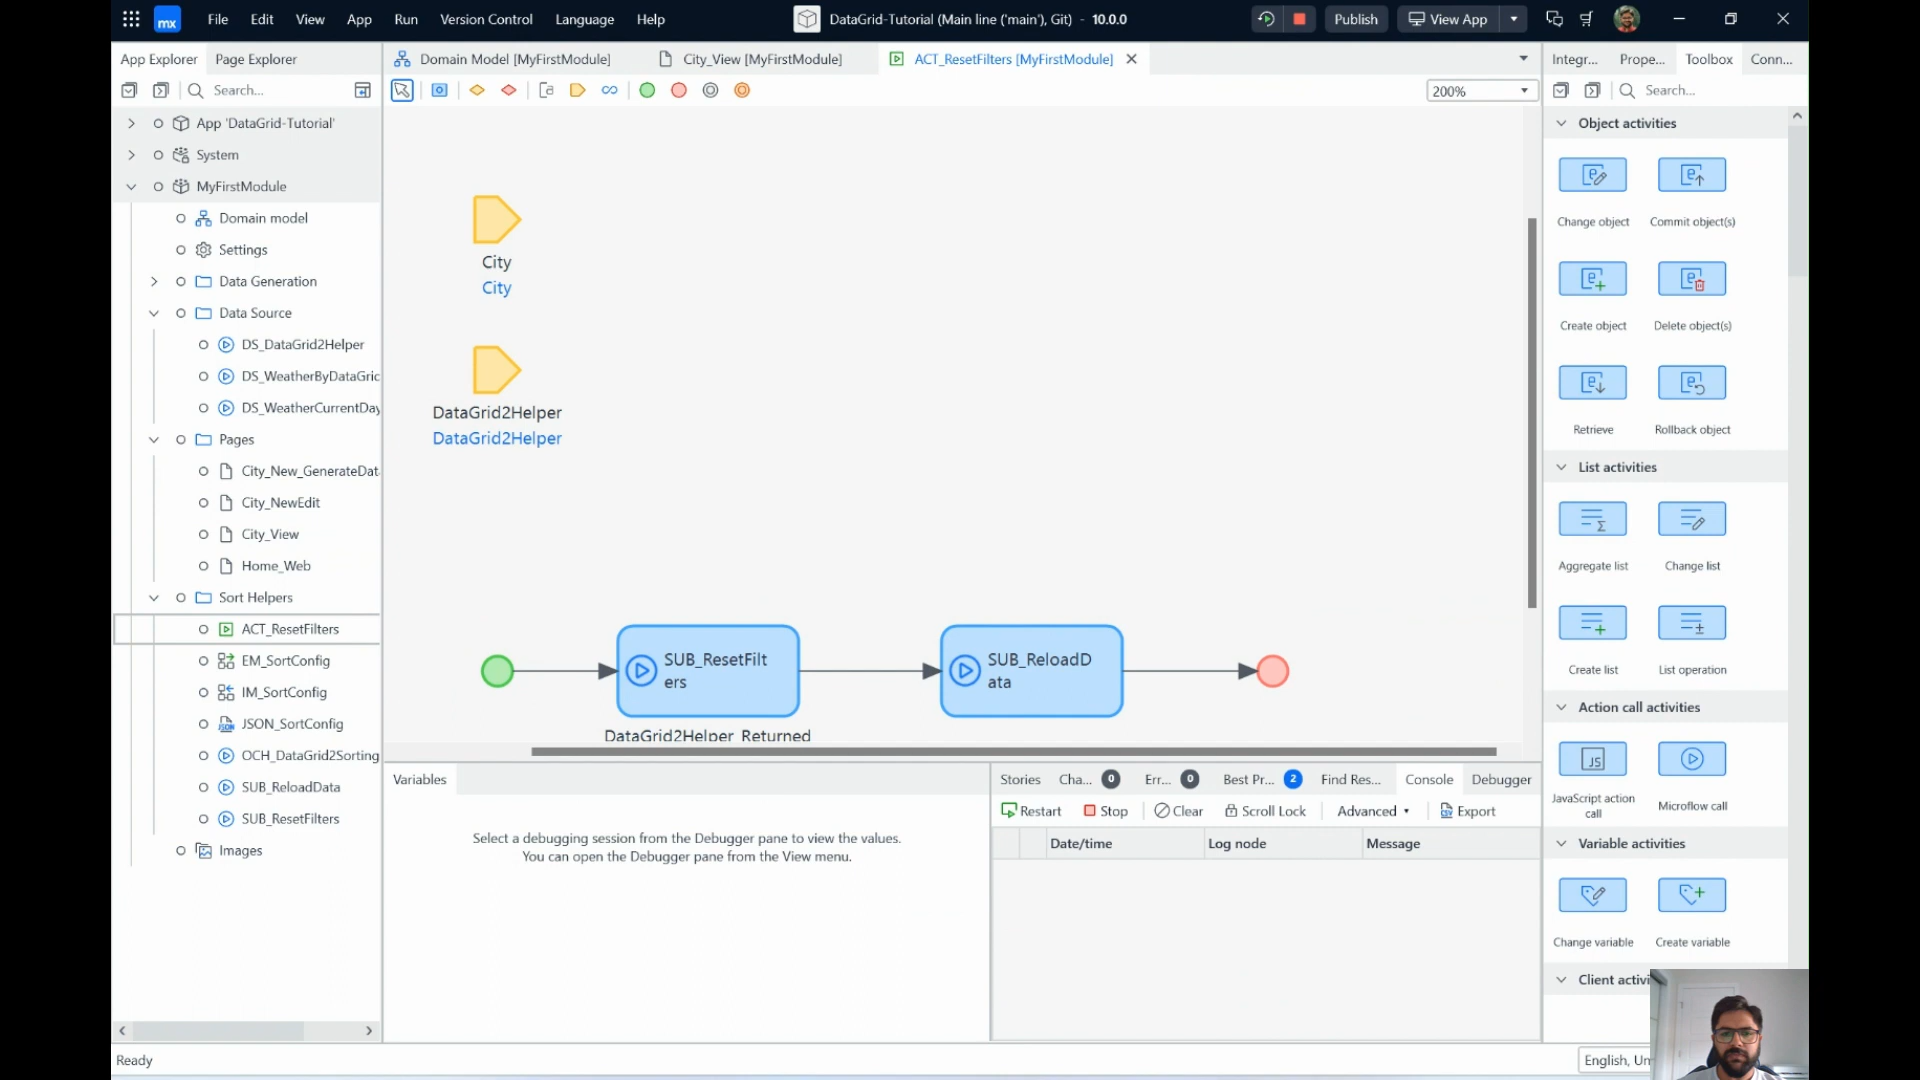 mx File Edit View App Run Version Control Language Help
DataGrid-Tutorial (Main line ('main'), Git) - 10.0.0
Publish View App
App Explorer Page Explorer
Domain Model [MyFirstModule] City_View [MyFirstModule] ACT_ResetFilters [MyFirstModule]
Integr... Prope... Toolbox Conn...
Search...
200%
Search...
App 'DataGrid-Tutorial'
System
MyFirstModule
Domain model
Settings
Data Generation
Data Source
DS_DataGrid2Helper
DS_WeatherByDataGric
DS_WeatherCurrentDay
Pages
City_New_GenerateDat
City_NewEdit
City_View
Home_Web
Sort Helpers
ACT_ResetFilters
EM_SortConfig
IM_SortConfig
JSON_SortConfig
OCH_DataGrid2Sorting
SUB_ReloadData
SUB_ResetFilters
Images
City
City
DataGrid2Helper
DataGrid2Helper
SUB_ResetFilt
ers
SUB_ReloadD
ata
DataGrid2Helper_Returned
Variables
Select a debugging session from the Debugger pane to view the values.
You can open the Debugger pane from the View menu.
Stories Cha... 0 Err... 0 Best Pr... 2 Find Res... Console Debugger
Restart Stop Clear Scroll Lock Advanced Export
Date/time Log node Message
Object activities
Change object Commit object(s)
Create object Delete object(s)
Retrieve Rollback object
List activities
Aggregate list Change list
Create list List operation
Action call activities
JS
JavaScript action
call
Microflow call
Variable activities
Change variable Create variable
Client activi
Ready
English, Un